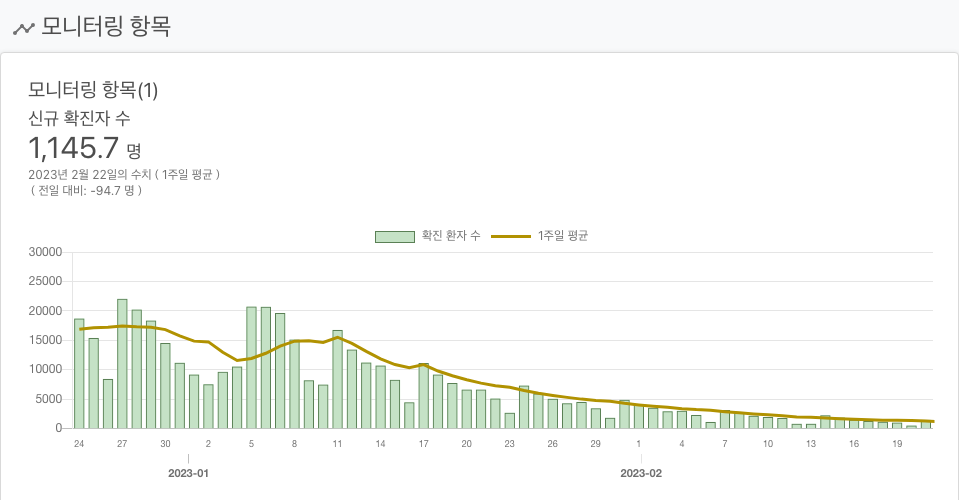 모니터링 항목
모니터링 항목(1)
신규 확진자 수
1,145.7 명
2023년 2월 22일의 수치 ( 1주일 평균 )
( 전일 대비: -94.7 명 )
확진 환자 수 1주일 평균
30000
25000
20000
15000
10000
5000
0
24 27 30 2 5 8 11 14 17 20 23 26 29 1 4 7 10 13 16 19
2023-01 2023-02